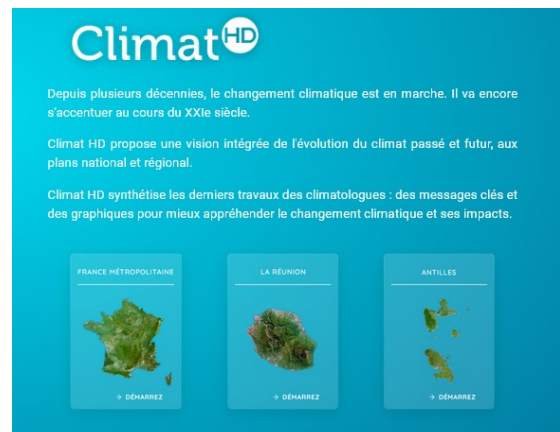 Climat HD
Depuis plusieurs décennies, le changement climatique est en marche. Il va encore
s'accentuer au cours du XXIe siècle.
Climat HD propose une vision intégrée de l'évolution du climat passé et futur, aux
plans national et régional.
Climat HD synthétise les derniers travaux des climatologues : des messages clés et
des graphiques pour mieux appréhender le changement climatique et ses impacts.
FRANCE MÉTROPOLITAINE
LA RÉUNION
ANTILLES
→ DÉMARREZ
→ DÉMARREZ
→ DÉMARREZ